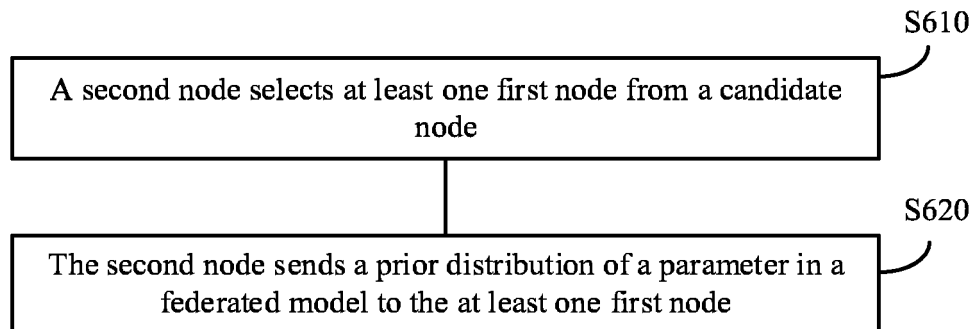 S610
A second node selects at least one first node from a candidate
node
S620
The second node sends a prior distribution of a parameter in a
federated model to the at least one first node